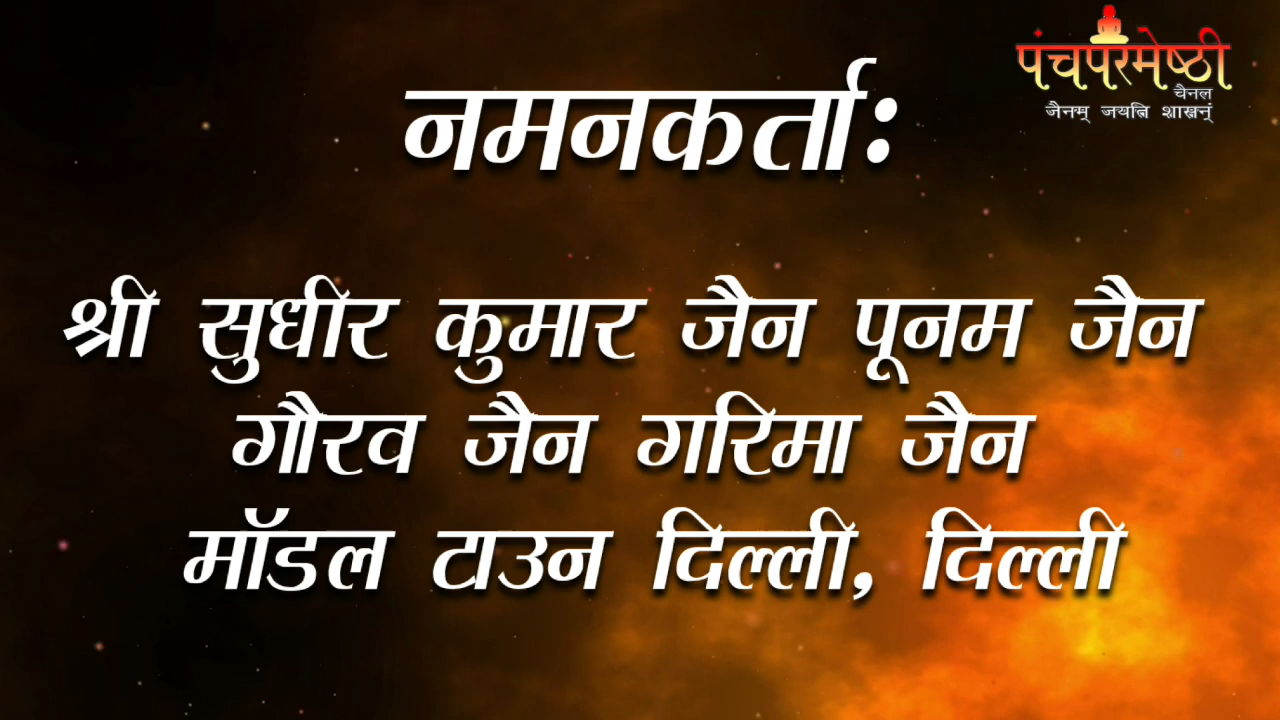 पंचपरमेष्ठी
चैनल
जैनम् जयति शासनं
नमनकर्ता:
श्री सुधीर कुमार जैन पूनम जैन
गौरव जैन गरिमा जैन
मॉडल टाउन दिल्ली, दिल्ली